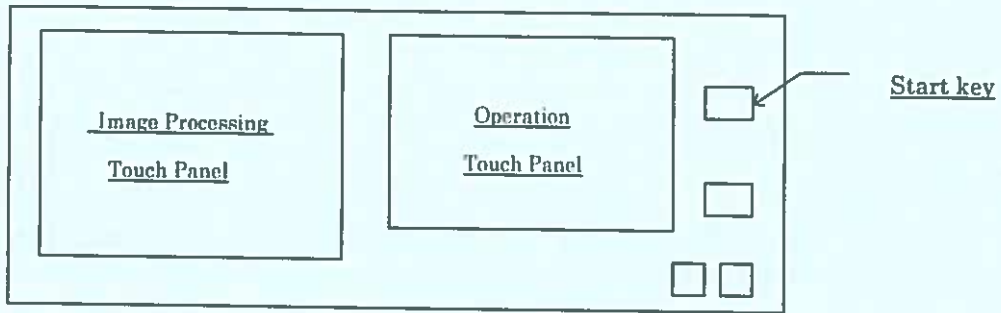 Image Processing
Touch Panel
Operation
Touch Panel
Start key